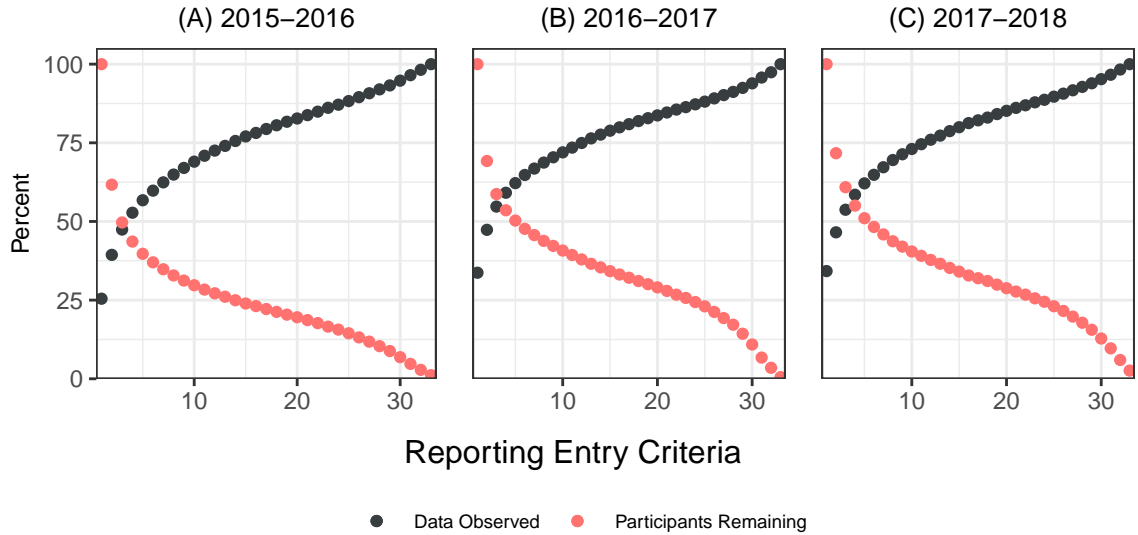 (A) 2015−2016 (B) 2016−2017 (C) 2017−2018
100
75
50
25
0
Percent
10 20 30 10 20 30 10 20 30
Reporting Entry Criteria
Data Observed Participants Remaining